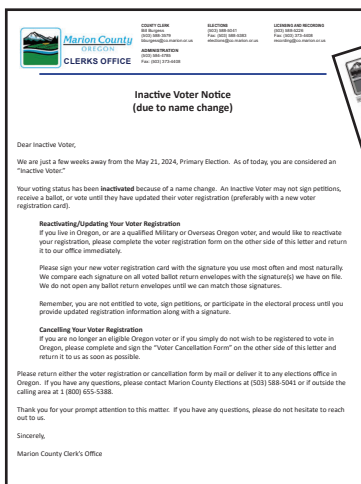 Marion County
OREGON
CLERKS OFFICE
COUNTY CLERK
Bill Burgess
ADMINISTRATION
ELECTIONS
(503) 588-5041
LICENSING AND RECORDING
Inactive Voter Notice
(due to name change)
Dear Inactive Voter,
We are just a few weeks away from the May 21, 2024, Primary Election. As of today, you are considered an
"Inactive Voter."
Your voting status has been inactivated because of a name change. An Inactive Voter may not sign petitions,
receive a ballot, or vote until they have updated their voter registration (preferably with a new voter
registration card).
Reactivating/Updating Your Voter Registration
If you live in Oregon, or are a qualified Military or Overseas Oregon voter, and would like to reactivate
your registration, please complete the voter registration form on the other side of this letter and return
it to our office immediately.
Please sign your new voter registration card with the signature you use most often and most naturally.
We compare each signature on all voted ballot return envelopes with the signature(s) we have on file.
We do not open any ballot return envelopes until we can match those signatures.
Remember, you are not entitled to vote, sign petitions, or participate in the electoral process until you
provide updated registration information along with a signature.
Cancelling Your Voter Registration
If you are no longer an eligible Oregon voter or if you simply do not wish to be registered to vote in
Oregon, please complete and sign the "Voter Cancellation Form" on the other side of this letter and
return it to us as soon as possible.
Please return either the voter registration or cancellation form by mail or deliver it to any elections office in
Oregon. If you have any questions, please contact Marion County Elections at (503) 588-5041 or if outside the
calling area at 1 (800) 655-5388.
Thank you for your prompt attention to this matter. If you have any questions, please do not hesitate to reach
out to us.
Sincerely,
Marion County Clerk's Office